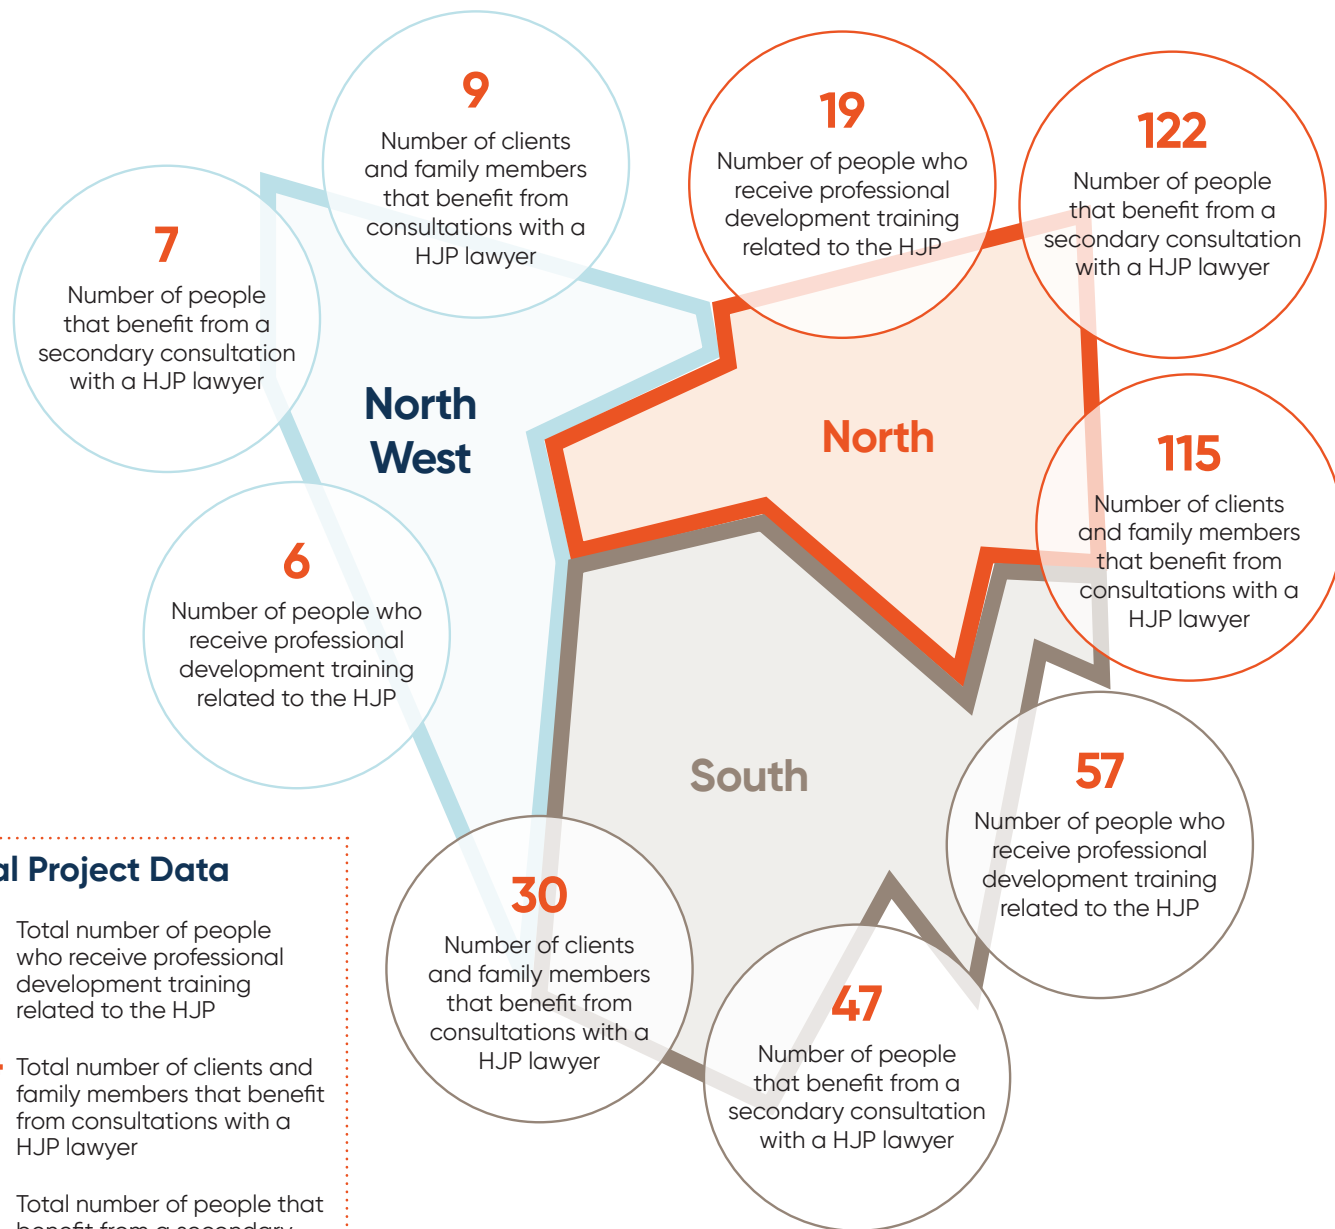 9
Number of clients
and family members
that benefit from
consultations with a
HJP lawyer
19
Number of people who
receive professional
development training
related to the HJP
122
Number of people
that benefit from a
secondary consultation
with a HJP lawyer
7
Number of people
that benefit from a
secondary consultation
with a HJP lawyer
North
West
North
115
Number of clients
and family members
that benefit from
consultations with a
HJP lawyer
6
Number of people who
receive professional
development training
related to the HJP
South
57
Number of people who
receive professional
development training
related to the HJP
30
Number of clients
and family members
that benefit from
consultations with a
HJP lawyer
47
Number of people
that benefit from a
secondary consultation
with a HJP lawyer
Project Data
Total number of people
who receive professional
development training
related to the HJP
Total number of clients and
family members that benefit
from consultations with a
HJP lawyer
Total number of people that
benefit from a secondary